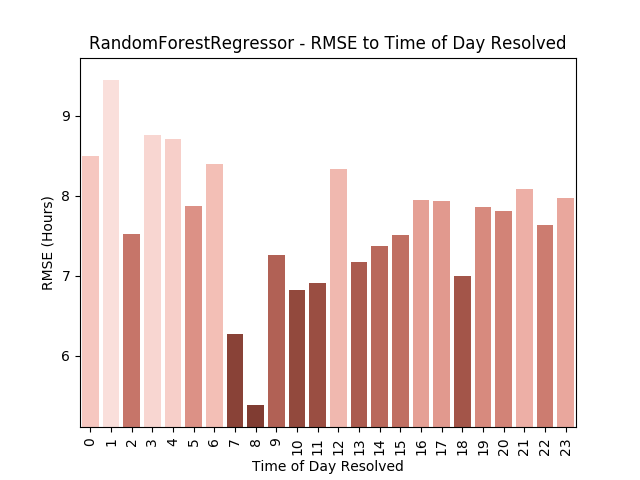 RandomForestRegressor - RMSE to Time of Day Resolved
RMSE (Hours)
9
8
7
6
0 1 2 3 4 5 6 7 8 9 10 11 12 13 14 15 16 17 18 19 20 21 22 23
Time of Day Resolved